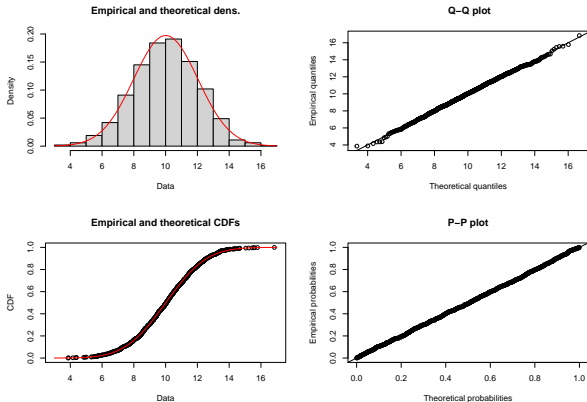 Empirical and theoretical dens.
Density
0.00 0.05 0.10 0.15 0.20
4 6 8 10 12 14 16
Data
Q−Q plot
Empirical quantiles
4 6 8 10 12 14 16
4 6 8 10 12 14 16
Theoretical quantiles
Empirical and theoretical CDFs
CDF
0.0 0.2 0.4 0.6 0.8 1.0
4 6 8 10 12 14 16
Data
P−P plot
Empirical probabilities
0.0 0.2 0.4 0.6 0.8 1.0
0.0 0.2 0.4 0.6 0.8 1.0
Theoretical probabilities